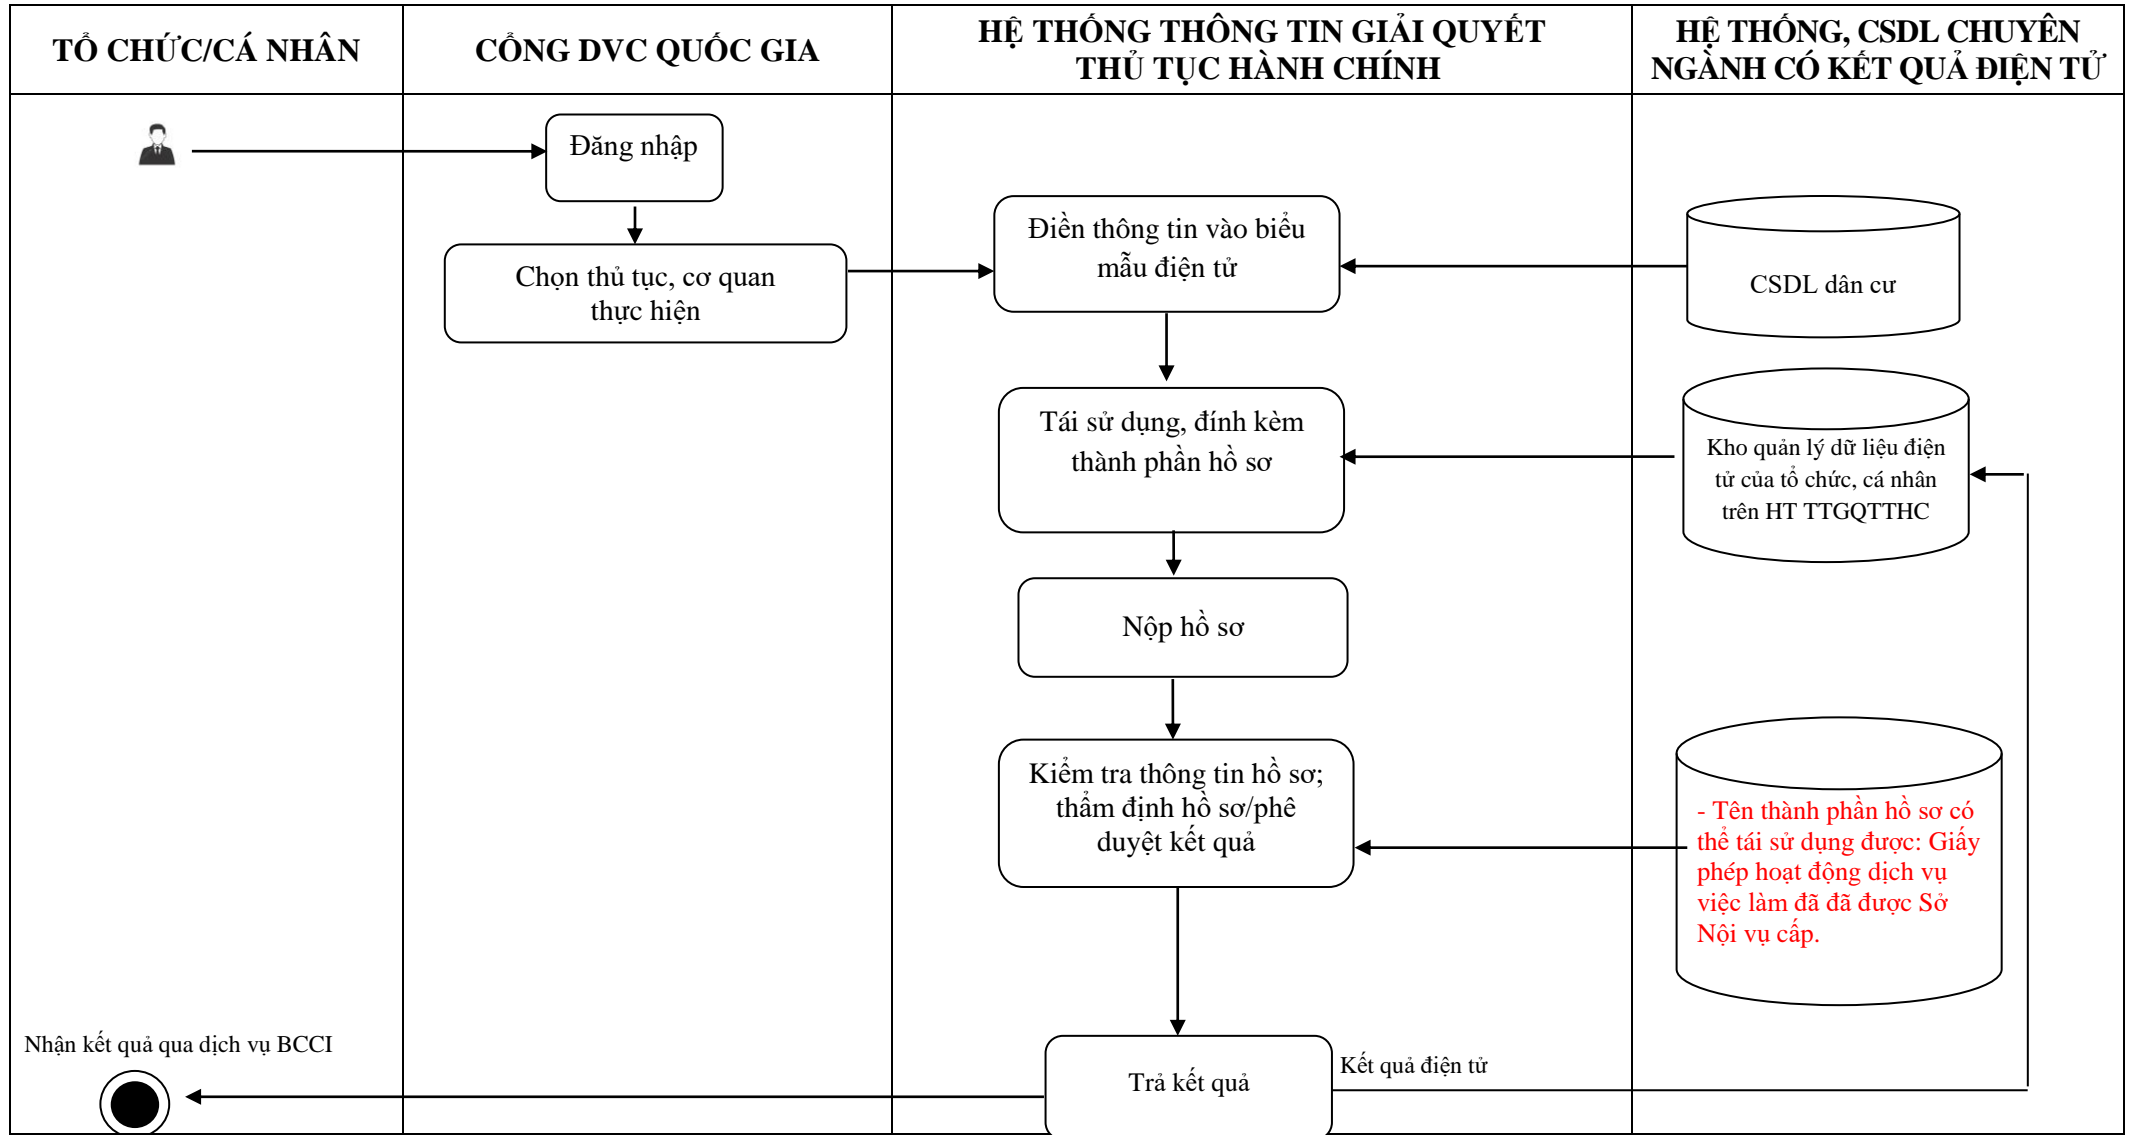 TỔ CHỨC/CÁ NHÂN
CỔNG DVC QUỐC GIA
HỆ THỐNG THÔNG TIN GIẢI QUYẾT
THỦ TỤC HÀNH CHÍNH
HỆ THỐNG, CSDL CHUYÊN
NGÀNH CÓ KẾT QUẢ ĐIỆN TỬ
Đăng nhập
Chọn thủ tục, cơ quan
thực hiện
Điền thông tin vào biểu
mẫu điện tử
CSDL dân cư
Tái sử dụng, đính kèm
thành phần hồ sơ
Kho quản lý dữ liệu điện
tử của tổ chức, cá nhân
trên HT TTGQTTHC
Nộp hồ sơ
Kiểm tra thông tin hồ sơ;
thẩm định hồ sơ/phê
duyệt kết quả
- Tên thành phần hồ sơ có
thể tái sử dụng được: Giấy
phép hoạt động dịch vụ
việc làm đã đã được Sở
Nội vụ cấp.
Nhận kết quả qua dịch vụ BCCI
Trả kết quả
Kết quả điện tử